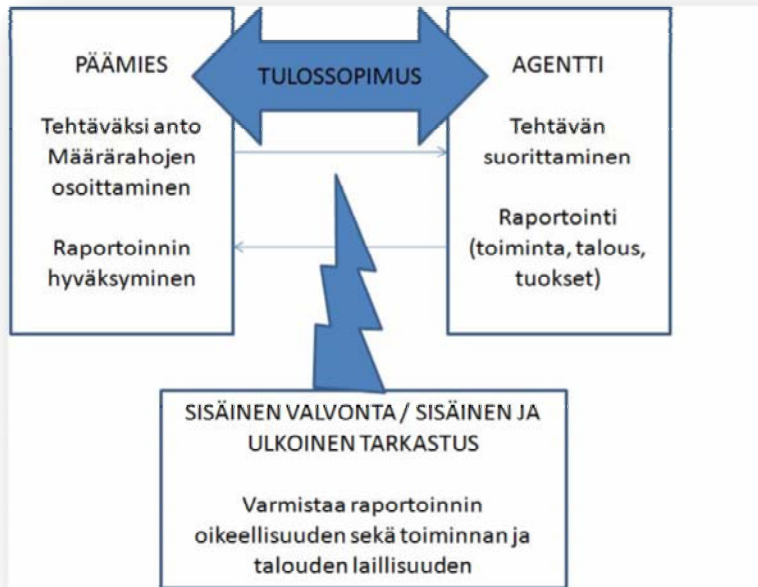 PÄÄMIES
Tehtäväksi anto
Määrärahojen
osoittaminen
Raportoinnin
hyväksyminen
TULOSSOPIMUS
AGENTTI
Tehtävän
suorittaminen
Raportointi
(toiminta, talous,
tuokset)
SISÄINEN VALVONTA / SISÄINEN JA
ULKOINEN TARKASTUS
Varmistaa raportoinnin
oikeellisuuden sekä toiminnan ja
talouden laillisuuden